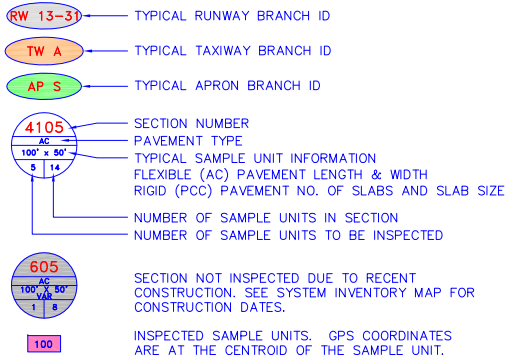 RW 13-31 TYPICAL RUNWAY BRANCH ID
TW A TYPICAL TAXIWAY BRANCH ID
AP S TYPICAL APRON BRANCH ID
4105 SECTION NUMBER
AC PAVEMENT TYPE
100' x 50' TYPICAL SAMPLE UNIT INFORMATION
FLEXIBLE (AC) PAVEMENT LENGTH & WIDTH
RIGID (PCC) PAVEMENT NO. OF SLABS AND SLAB SIZE
5 14
NUMBER OF SAMPLE UNITS IN SECTION
NUMBER OF SAMPLE UNITS TO BE INSPECTED
605
AC
100' X 50'
VAR
1 8
SECTION NOT INSPECTED DUE TO RECENT
CONSTRUCTION. SEE SYSTEM INVENTORY MAP FOR
CONSTRUCTION DATES.
100
INSPECTED SAMPLE UNITS. GPS COORDINATES
ARE AT THE CENTROID OF THE SAMPLE UNIT.